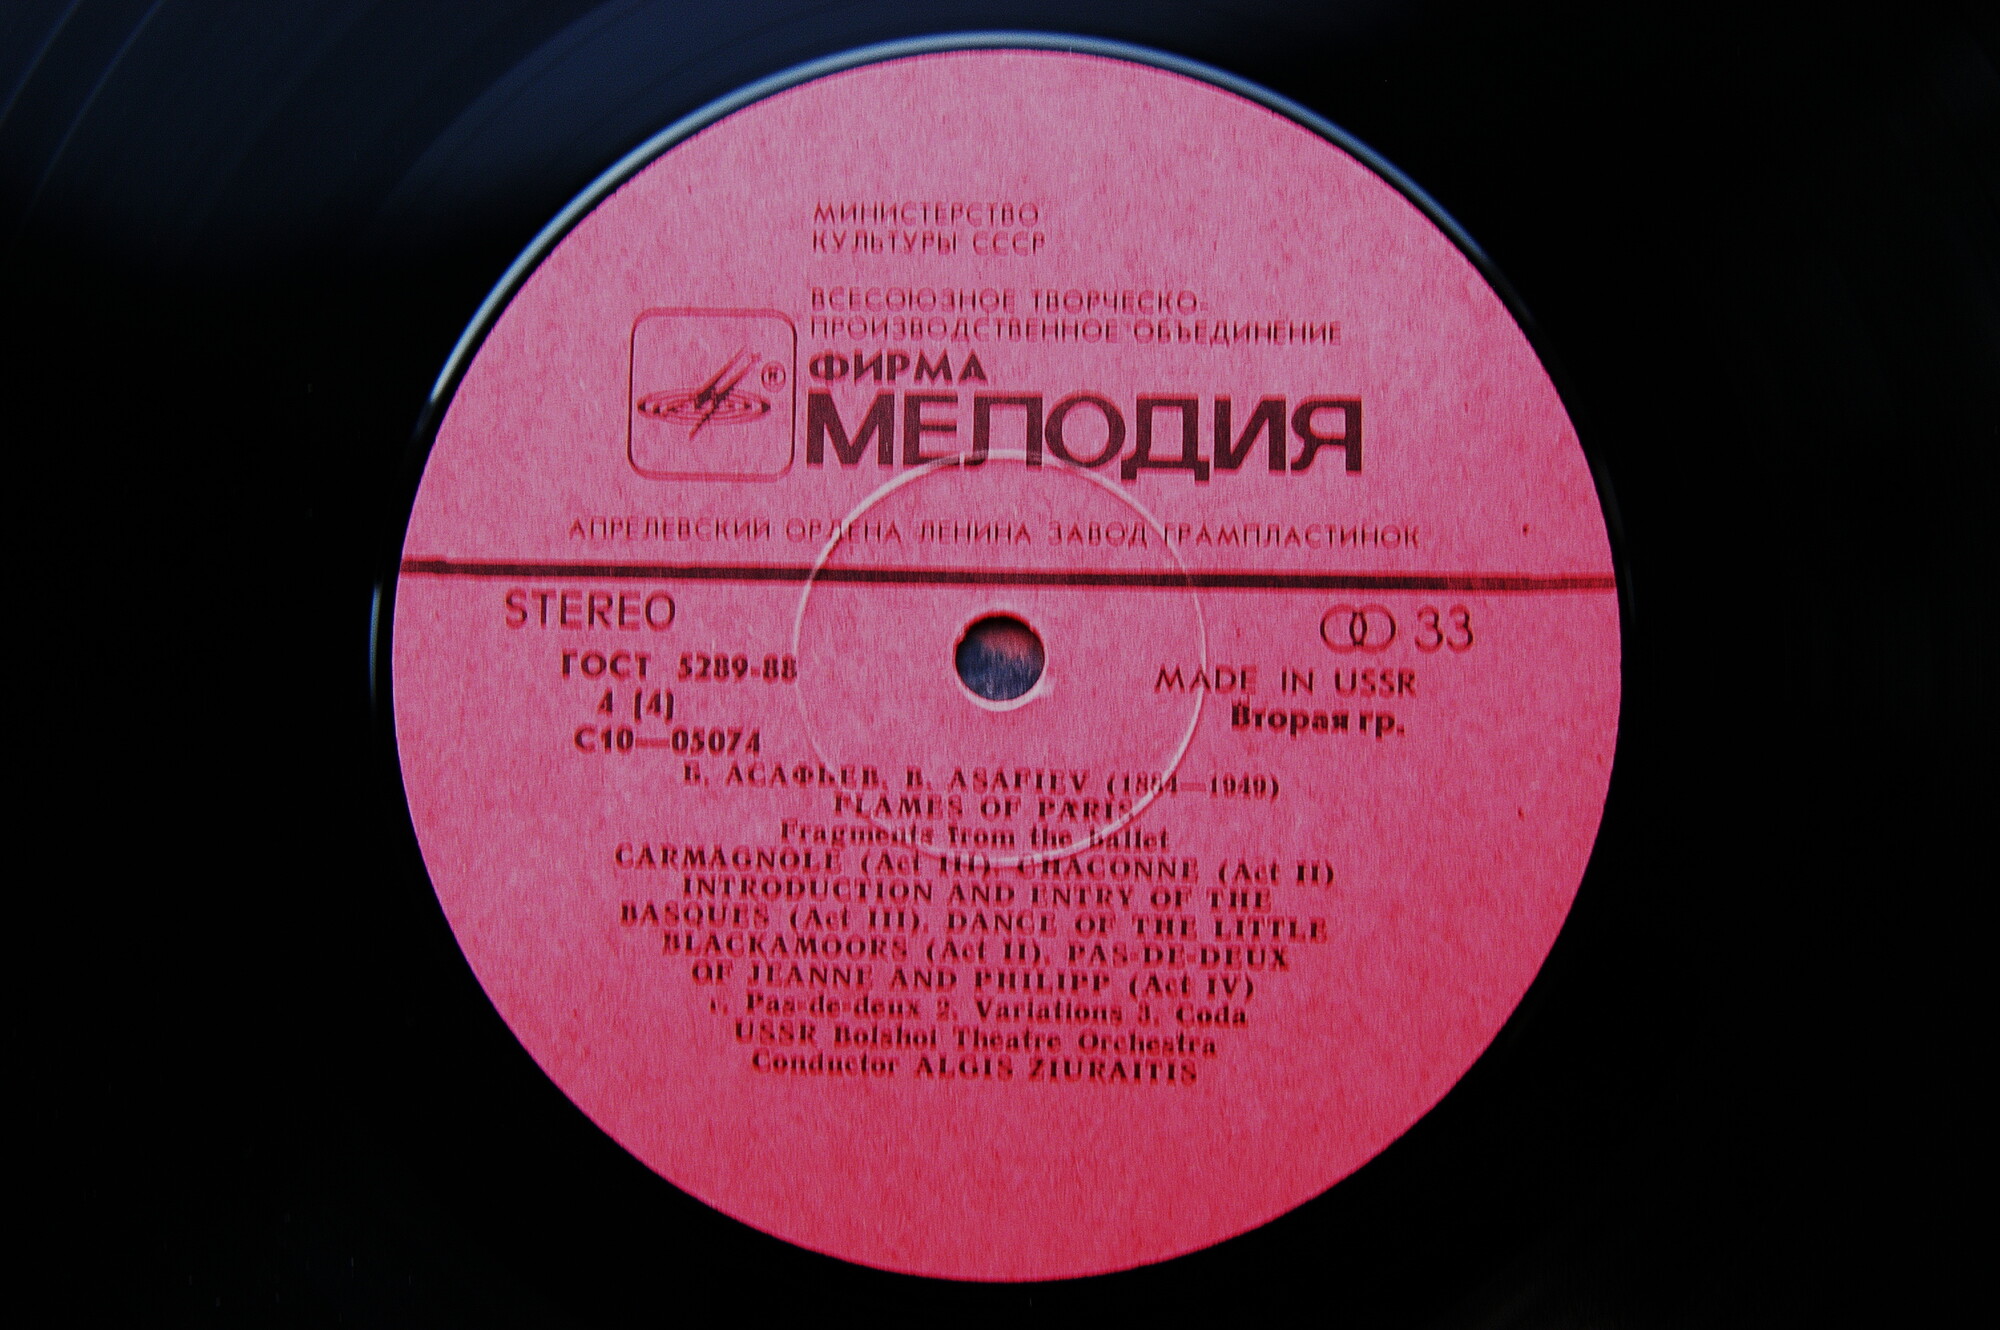 МИНИСТЕРСТВО
КУЛЬТУРЫ СССР
ВСЕСОЮЗНОЕ ТВОРЧЕСКО-
ПРОИЗВОДСТВЕННОЕ ОБЪЕДИНЕНИЕ
ФИРМА
МЕЛОДИЯ
®
АПРЕЛЕВСКИЙ ОРДЕНА ЛЕНИНА ЗАВОД ГРАМПЛАСТИНОК
STEREO
33
ГОСТ 5289-88
MADE IN USSR
4 (4)
Вторая гр.
С10—05074
Б. АСАФЬЕВ, B. ASAFIEV (1884—1949)
FLAMES OF PARIS
Fragments from the ballet
CARMAGNOLE (Act III), CHACONNE (Act II)
INTRODUCTION AND ENTRY OF THE
BASQUES (Act III), DANCE OF THE LITTLE
BLACKAMOORS (Act II), PAS-DE-DEUX
OF JEANNE AND PHILIPP (Act IV)
Pas-de-deux 2. Variations 3. Coda
USSR Bolshoi Theatre Orchestra
Conductor ALGIS ZIURAITIS